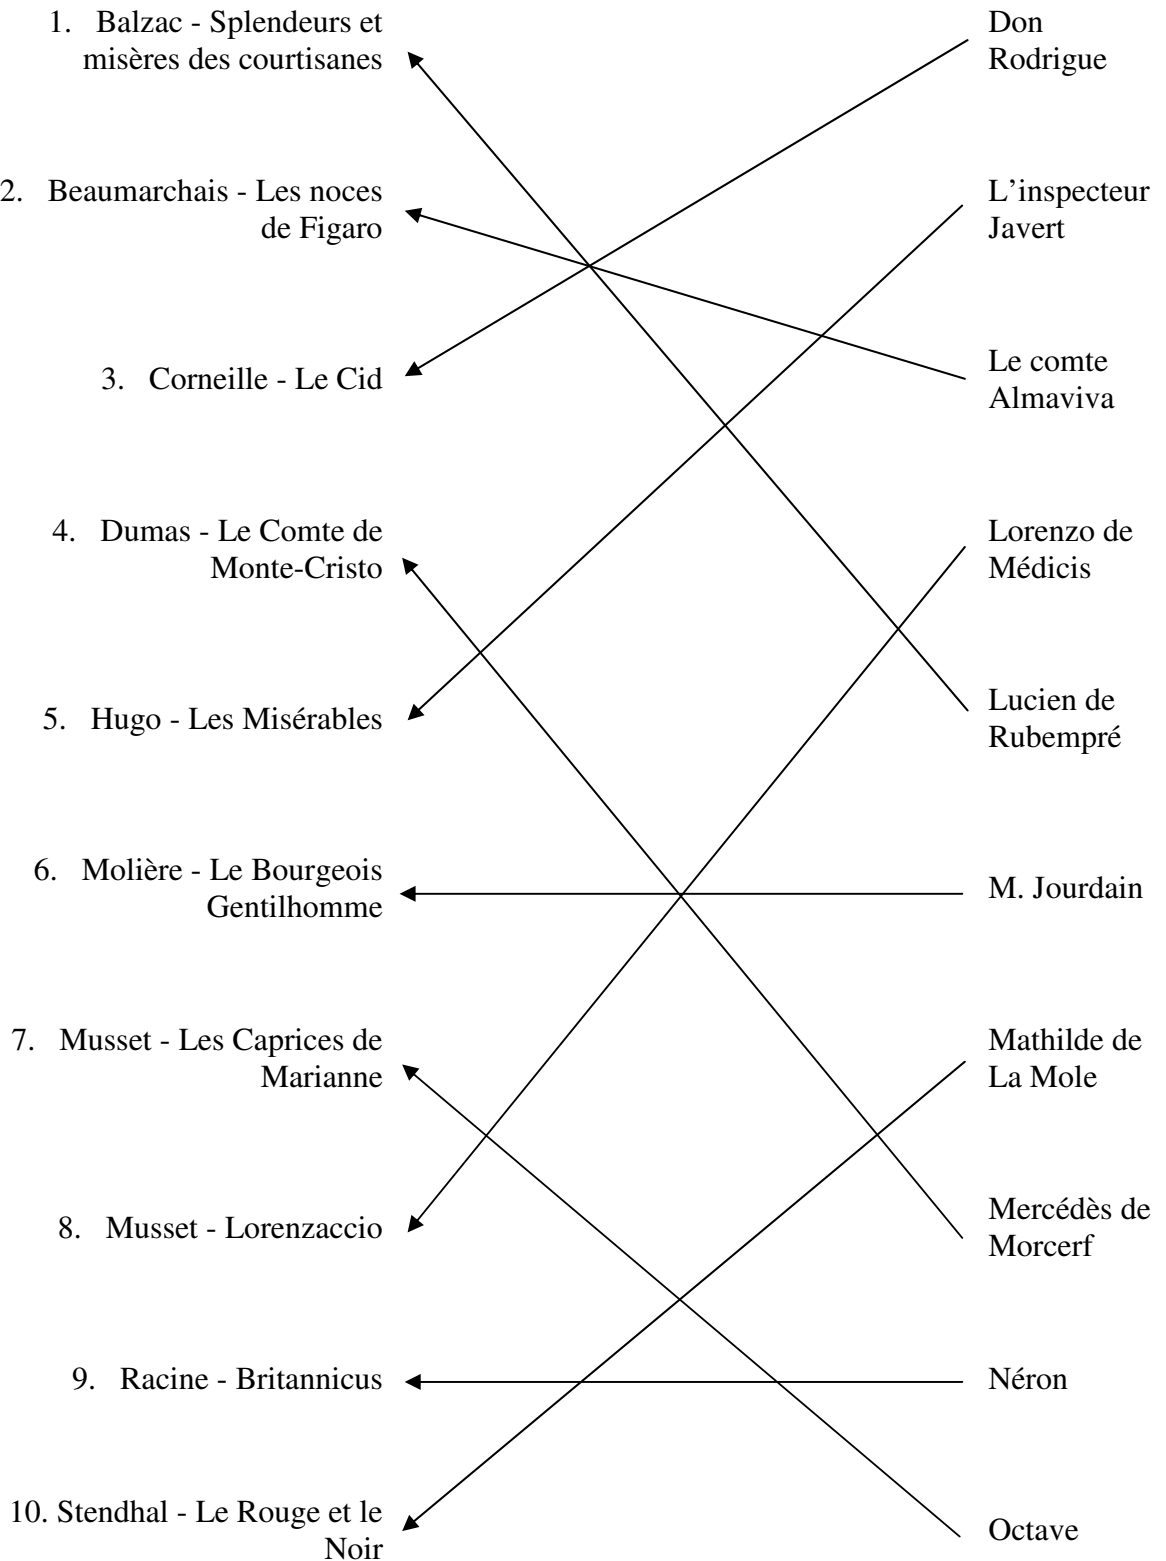 1. Balzac - Splendeurs et
misères des courtisanes
2. Beaumarchais - Les noces
de Figaro
3. Corneille - Le Cid
4. Dumas - Le Comte de
Monte-Cristo
5. Hugo - Les Misérables
6. Molière - Le Bourgeois
Gentilhomme
7. Musset - Les Caprices de
Marianne
8. Musset - Lorenzaccio
9. Racine - Britannicus
10. Stendhal - Le Rouge et le
Noir
Don
Rodrigue
L’inspecteur
Javert
Le comte
Almaviva
Lorenzo de
Médicis
Lucien de
Rubempré
M. Jourdain
Mathilde de
La Mole
Mercédès de
Morcerf
Néron
Octave